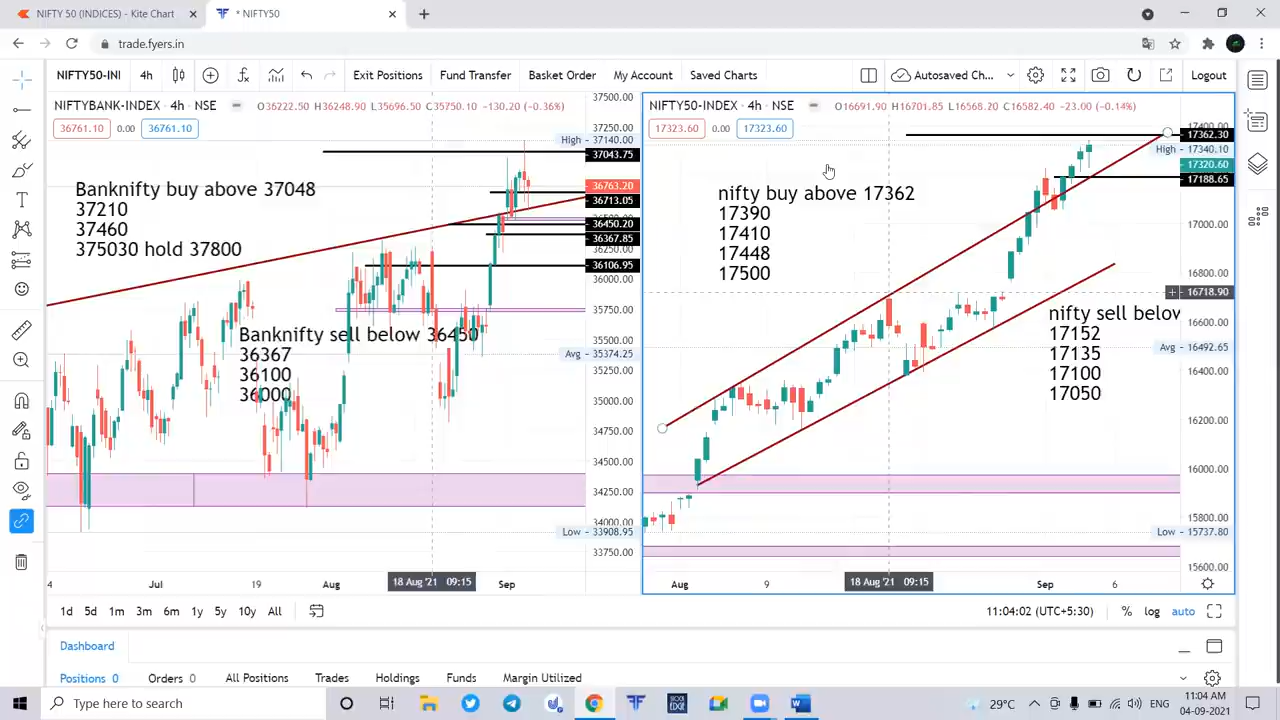 NIFTY 50 (INDICES) - Kite Chart
* NIFTY50
trade.fyers.in
NIFTY50-INI 4h Exit Positions Fund Transfer Basket Order My Account Saved Charts Autosaved Ch... Logout
NIFTYBANK-INDEX · 4h · NSE O36222.50 H36248.90 L35696.50 C35750.10 -130.20 (-0.36%)
36761.10 0.00 36761.10
37500.00
37250.00
High - 37140.00
37043.75
36763.20
36713.05
36450.20
36367.85
36250.00
36106.95
36000.00
35750.00
35500.00
Avg - 35374.25
35250.00
35000.00
34750.00
34500.00
34250.00
34000.00
Low - 33908.95
33750.00
Banknifty buy above 37048
37210
37460
375030 hold 37800
Banknifty sell below 36450
36367
36100
36000
4 Jul 19 Aug 18 Aug '21 09:15 Sep
NIFTY50-INDEX · 4h · NSE O16691.90 H16701.85 L16568.20 C16582.40 -23.00 (-0.14%)
17323.60 0.00 17323.60
17400.00
17362.30
High - 17340.10
17320.60
17188.65
17000.00
16800.00
16718.90
16600.00
Avg - 16492.65
16400.00
16200.00
16000.00
15800.00
Low - 15737.80
15600.00
nifty buy above 17362
17390
17410
17448
17500
nifty sell below
17152
17135
17100
17050
Aug 9 18 Aug '21 09:15 Sep 6
1d 5d 1m 3m 6m 1y 5y 10y All 11:04:02 (UTC+5:30) % log auto
Dashboard
Positions 0 Orders 0 All Positions Trades Holdings Funds Margin Utilized
Type here to search 29°C ENG 11:04 AM
04-09-2021